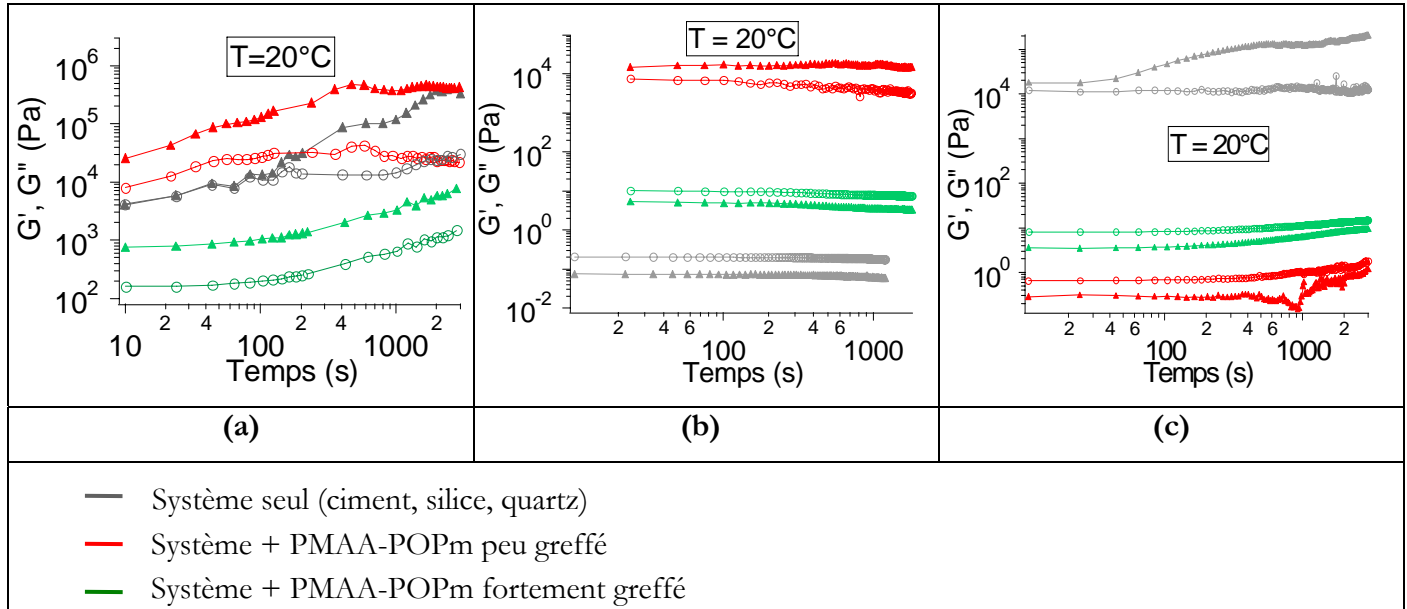 T=20°C
10⁶
10⁵
10⁴
10³
10²
G', G'' (Pa)
10 2 4 100 2 4 1000 2
Temps (s)
(a)
T = 20°C
10⁴
10²
10⁰
10⁻²
G', G'' (Pa)
2 4 6 100 2 4 6 1000
Temps (s)
(b)
10⁴
10²
10⁰
G', G'' (Pa)
T = 20°C
2 4 6 100 2 4 6 1000 2
Temps (s)
(c)
Système seul (ciment, silice, quartz)
Système + PMAA-POPm peu greffé
Système + PMAA-POPm fortement greffé